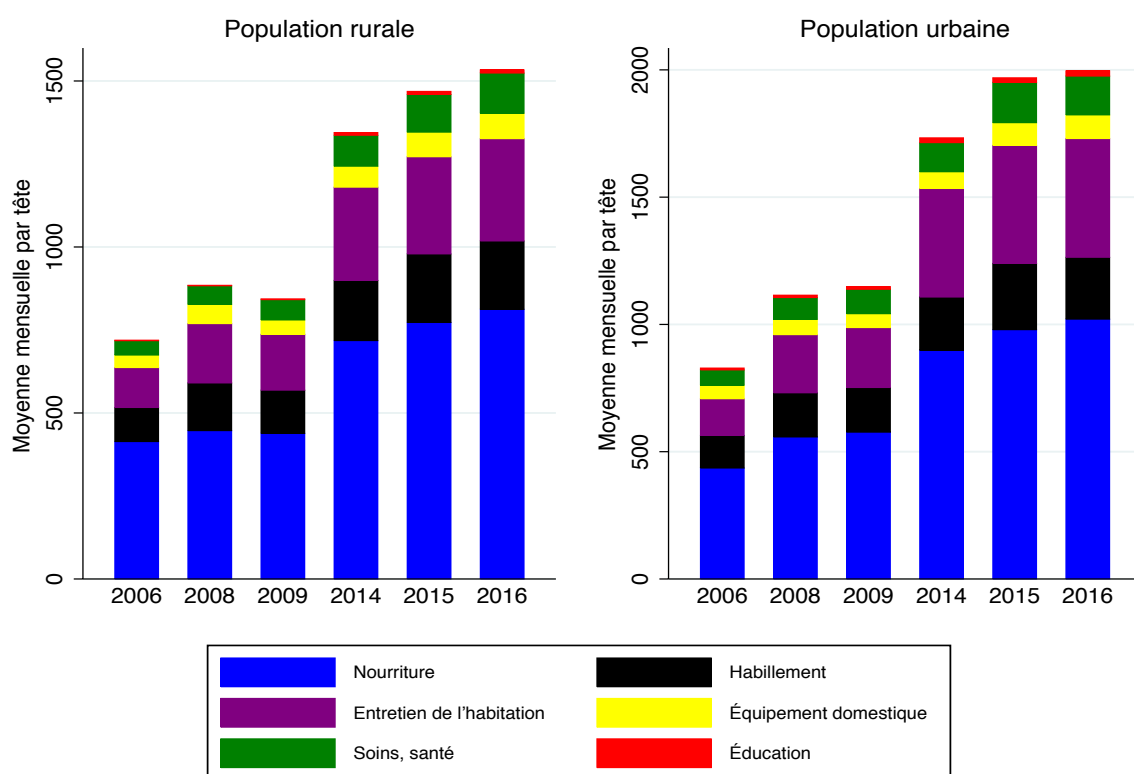 Population rurale
Moyenne mensuelle par tête
1500
1000
500
0
2006 2008 2009 2014 2015 2016
Population urbaine
Moyenne mensuelle par tête
2000
1500
1000
500
0
2006 2008 2009 2014 2015 2016
Nourriture
Habillement
Entretien de l'habitation
Équipement domestique
Soins, santé
Éducation